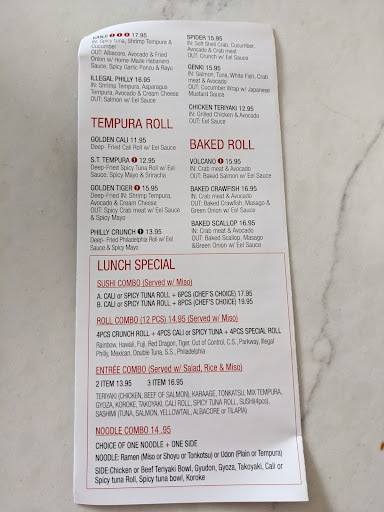 17.95
IN: Spicy Tuna, Shrimp Tempura &
Cucumber
OUT: Albacore, Avocado & Fried
Onion w/ Home-Made Habanero
Sauce, Spicy Garlic Ponzu & Rayu
ILLEGAL PHILLY 16.95
IN: Shrimp Tempura, Asparagus
Tempura, Avocado & Cream Cheese
OUT: Salmon w/ Eel Sauce
TEMPURA ROLL
GOLDEN CALI 11.95
Deep- Fried Cali Roll w/ Eel Sauce
S.T. TEMPURA 12.95
Deep-Fried Spicy Tuna Roll w/ Eel
Sauce, Spicy Mayo & Sriracha
GOLDEN TIGER 15.95
Deep-Fried IN: Shrimp Tempura,
Avocado & Cream Cheese
OUT: Spicy Crab meat w/ Eel Sauce
& Spicy Mayo
PHILLY CRUNCH 13.95
Deep- Fried Philadelphia Roll w/ Eel
Sauce & Spicy Mayo
SPIDER 15.95
IN: Soft Shell Crab, Cucumber,
Avocado & Crab meat
OUT: Crunch w/ Eel Sauce
GENKI 15.95
IN: Salmon, Tuna, White Fish, Crab
meat & Avocado
OUT: Cucumber Wrap w/ Japanese
Mustard Sauce
CHICKEN TERIYAKI 12.95
IN: Grilled Chicken & Avocado
OUT: Eel Sauce
BAKED ROLL
VOLCANO 15.95
IN: Crab meat & Avocado
OUT: Baked Salmon w/ Eel Sauce
BAKED CRAWFISH 16.95
IN: Crab meat & Avocado
OUT: Baked Crawfish, Masago &
Green Onion w/ Eel Sauce
BAKED SCALLOP 16.95
IN: Crab meat & Avocado
OUT: Baked Scallop, Masago
&Green Onion w/ Eel Sauce
LUNCH SPECIAL
SUSHI COMBO (Served w/ Miso)
A. CALI or SPICY TUNA ROLL + 6PCS (CHEF'S CHOICE) 17.95
B. CALI or SPICY TUNA ROLL + 8PCS (CHEF'S CHOICE) 19.95
ROLL COMBO (12 PCS) 14.95 (Served w/ Miso)
4PCS CRUNCH ROLL + 4PCS CALI or SPICY TUNA + 4PCS SPECIAL ROLL
Rainbow, Hawaii, Fuji, Red Dragon, Tiger, Out of Control, C.S., Parkway, Illegal
Philly, Mexican, Double Tuna, S.S., Philadelphia
ENTRÉE COMBO (Served w/ Salad, Rice & Miso)
2 ITEM 13.95 3 ITEM 16.95
TERIYAKI (CHICKEN, BEEF OF SALMON), KARAAGE, TONKATSU, MIX TEMPURA,
GYOZA, KOROKE, TAKOYAKI, CALI ROLL, SPICY TUNA ROLL, SUSHI(4pcs),
SASHIMI (TUNA, SALMON, YELLOWTAIL, ALBACORE or TILAPIA)
NOODLE COMBO 14 .95
CHOICE OF ONE NOODLE + ONE SIDE
NOODLE: Ramen (Miso or Shoyu or Tonkotsu) or Udon (Plain or Tempura)
SIDE:Chicken or Beef Teriyaki Bowl, Gyudon, Gyoza, Takoyaki, Cali or
Spicy tuna Roll, Spicy tuna bowl, Koroke